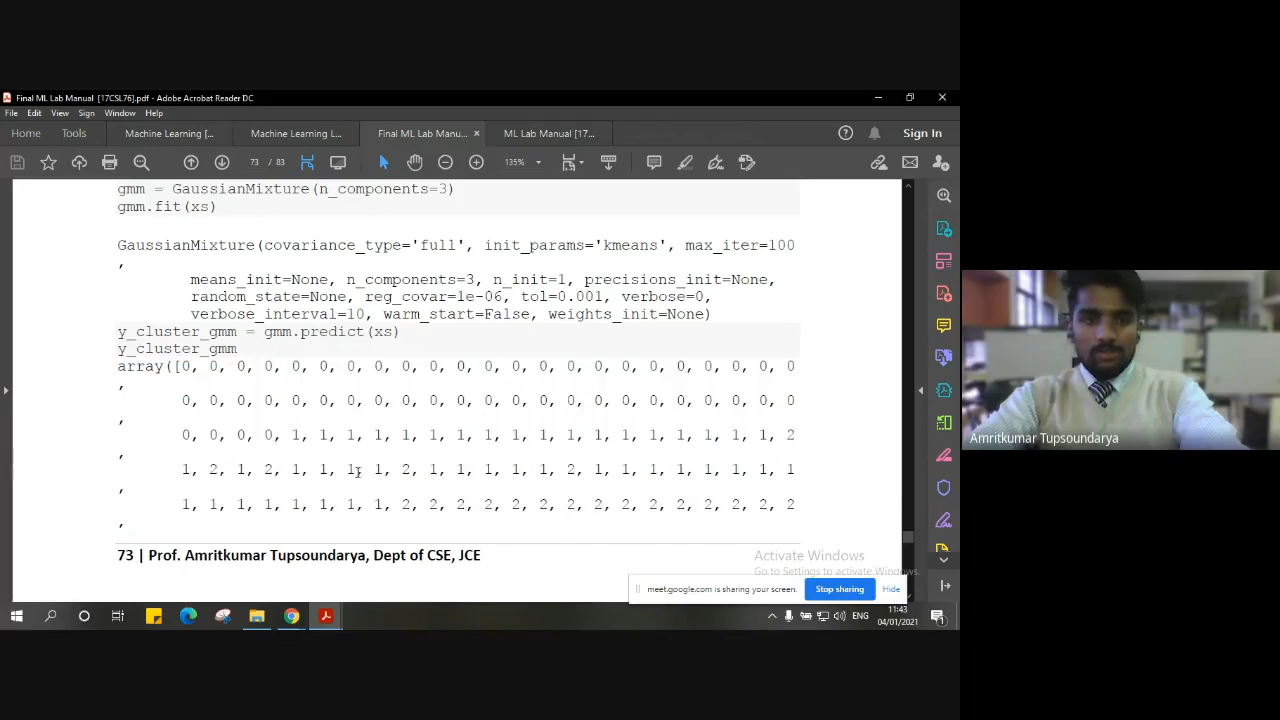 Final ML Lab Manual [17CSL76].pdf - Adobe Acrobat Reader DC
File Edit View Sign Window Help
Home Tools Machine Learning [... Machine Learning L... Final ML Lab Manu... × ML Lab Manual [17... Sign In
73 / 83 135%
gmm = GaussianMixture(n_components=3)
gmm.fit(xs)
GaussianMixture(covariance_type='full', init_params='kmeans', max_iter=100
,
means_init=None, n_components=3, n_init=1, precisions_init=None,
random_state=None, reg_covar=1e-06, tol=0.001, verbose=0,
verbose_interval=10, warm_start=False, weights_init=None)
y_cluster_gmm = gmm.predict(xs)
y_cluster_gmm
array([0, 0, 0, 0, 0, 0, 0, 0, 0, 0, 0, 0, 0, 0, 0, 0, 0, 0, 0, 0, 0, 0, 0
,
0, 0, 0, 0, 0, 0, 0, 0, 0, 0, 0, 0, 0, 0, 0, 0, 0, 0, 0, 0, 0, 0, 0
,
0, 0, 0, 0, 1, 1, 1, 1, 1, 1, 1, 1, 1, 1, 1, 1, 1, 1, 1, 1, 1, 1, 2
,
1, 2, 1, 2, 1, 1, 1, 1, 2, 1, 1, 1, 1, 1, 2, 1, 1, 1, 1, 1, 1, 1, 1
,
1, 1, 1, 1, 1, 1, 1, 1, 2, 2, 2, 2, 2, 2, 2, 2, 2, 2, 2, 2, 2, 2, 2
,
73 | Prof. Amritkumar Tupsoundarya, Dept of CSE, JCE
Activate Windows
Go to Settings to activate Windows.
meet.google.com is sharing your screen. Stop sharing Hide
ENG
11:43
04/01/2021
Amritkumar Tupsoundarya